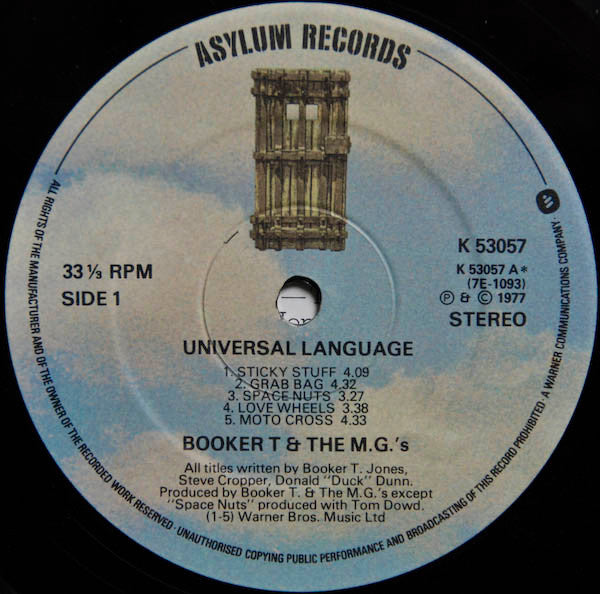 ASYLUM RECORDS
K 53057
33⅓ RPM
SIDE 1
K 53057 A*
(7E-1093)
Ⓟ & © 1977
STEREO
UNIVERSAL LANGUAGE
1. STICKY STUFF 4.09
2. GRAB BAG 4.32
3. SPACE NUTS 3.27
4. LOVE WHEELS 3.38
5. MOTO CROSS 4.33
BOOKER T & THE M.G.'s
All titles written by Booker T. Jones,
Steve Cropper, Donald "Duck" Dunn.
Produced by Booker T. & The M.G.'s except
"Space Nuts" produced with Tom Dowd.
(1-5) Warner Bros. Music Ltd
ALL RIGHTS OF THE MANUFACTURER AND OF THE OWNER OF THE RECORDED WORK RESERVED · UNAUTHORISED COPYING PUBLIC PERFORMANCE AND BROADCASTING OF THIS RECORD PROHIBITED · A WARNER COMMUNICATIONS COMPANY ·